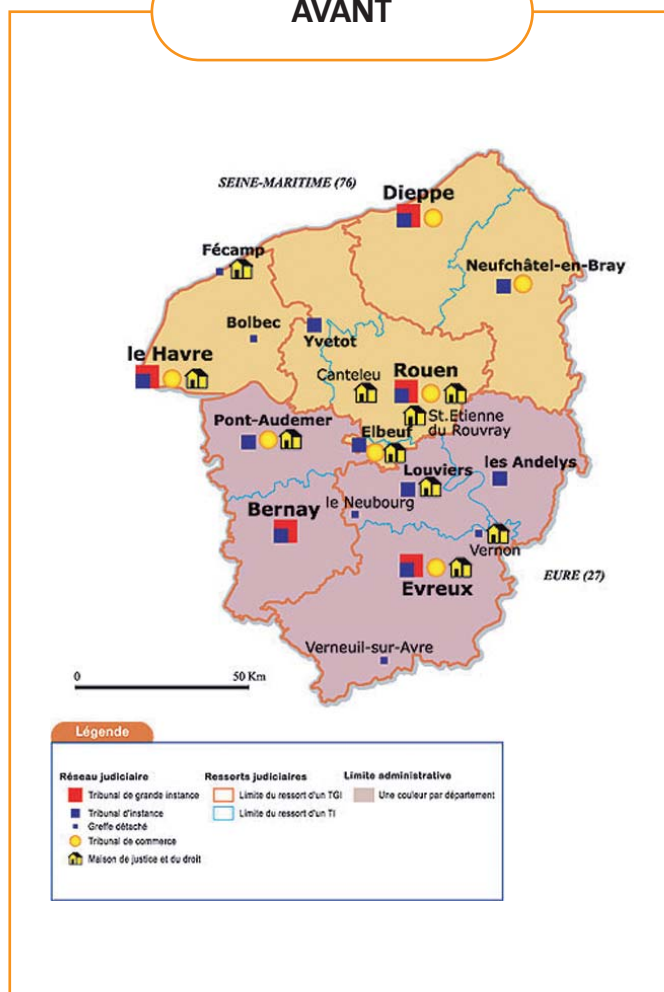 AVANT
SEINE-MARITIME (76)
Dieppe
Fécamp
Neufchâtel-en-Bray
Bolbec
Yvetot
le Havre
Canteleu
Rouen
St.Etienne
du Rouvray
Pont-Audemer
Elbeuf
Louviers
les Andelys
le Neubourg
Bernay
Vernon
Evreux
EURE (27)
Verneuil-sur-Avre
0 50 Km
Légende
Réseau judiciaire
Tribunal de grande instance
Tribunal d'instance
Greffe détaché
Tribunal de commerce
Maison de justice et du droit
Ressorts judiciaires
Limite du ressort d'un TGI
Limite du ressort d'un TI
Limite administrative
Une couleur par département